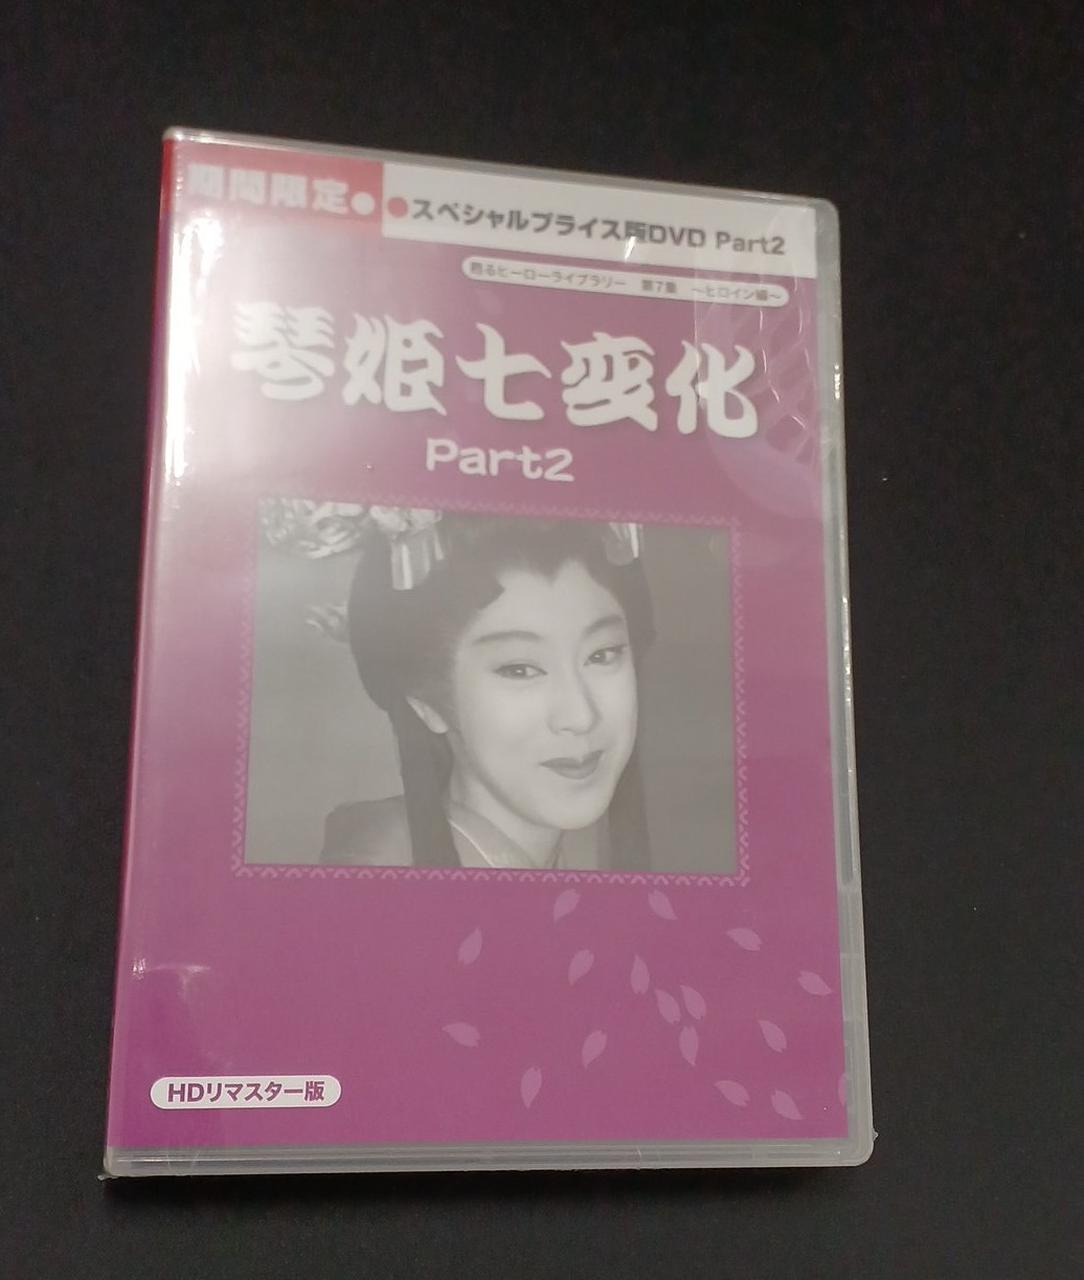 期間限定● ●スペシャルプライス版DVD Part2
甦るヒーローライブラリー 第7集 ～ヒロイン編～
琴姫七変化
Part2
HDリマスター版